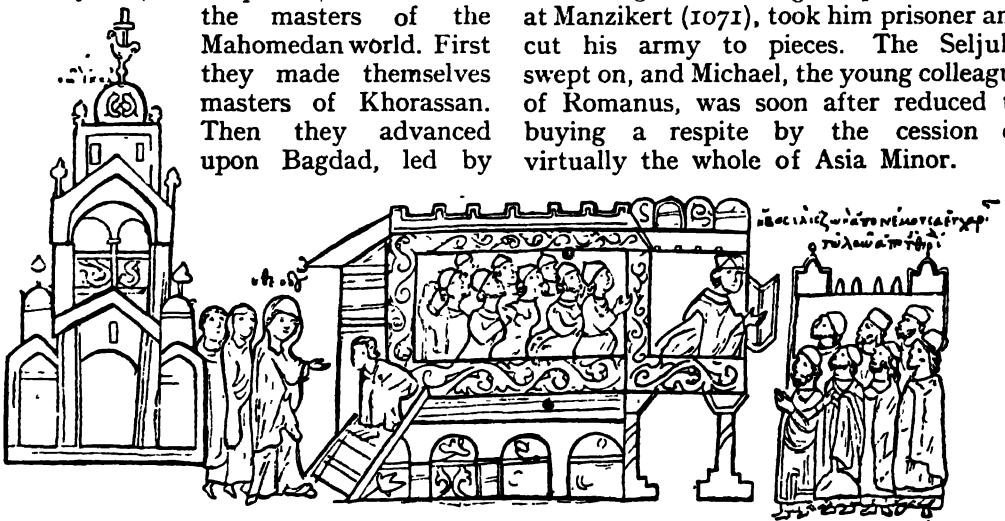 the masters of the
Mahomedan world. First
they made themselves
masters of Khorassan.
Then they advanced
upon Bagdad, led by
at Manzikert (1071), took him prisoner an
cut his army to pieces. The Selju
swept on, and Michael, the young colleag
of Romanus, was soon after reduced
buying a respite by the cession
virtually the whole of Asia Minor.